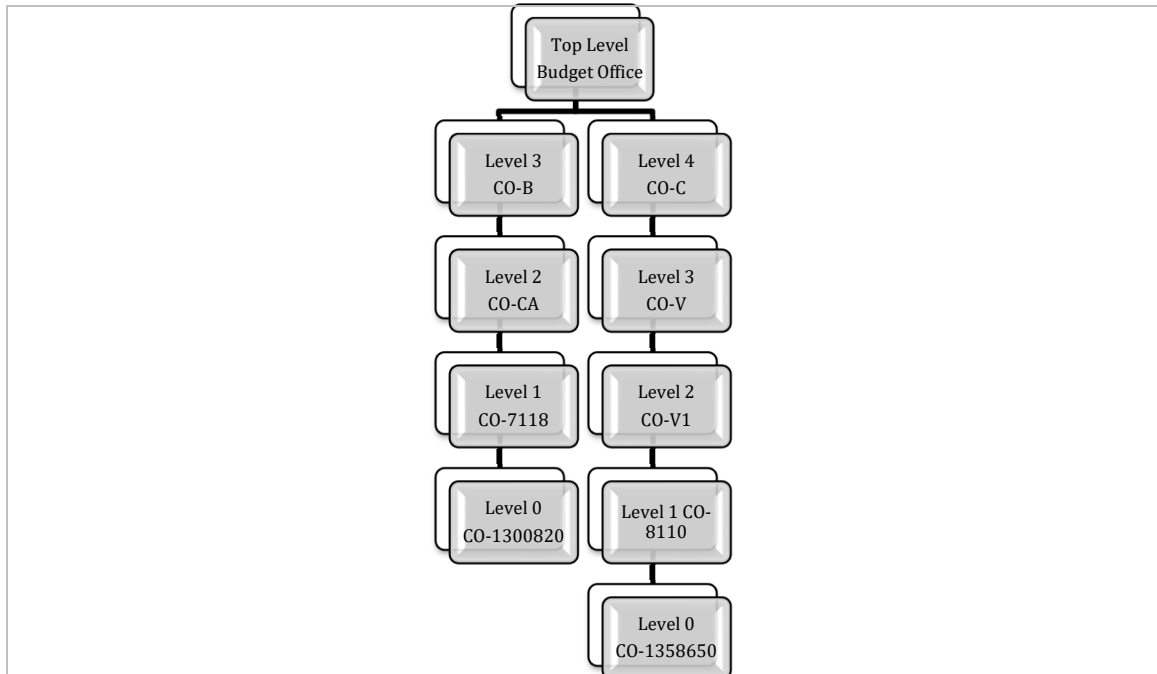 Top Level
Budget Office
Level 3
CO-B
Level 4
CO-C
Level 2
CO-CA
Level 3
CO-V
Level 1
CO-7118
Level 2
CO-V1
Level 0
CO-1300820
Level 1 CO-
8110
Level 0
CO-1358650